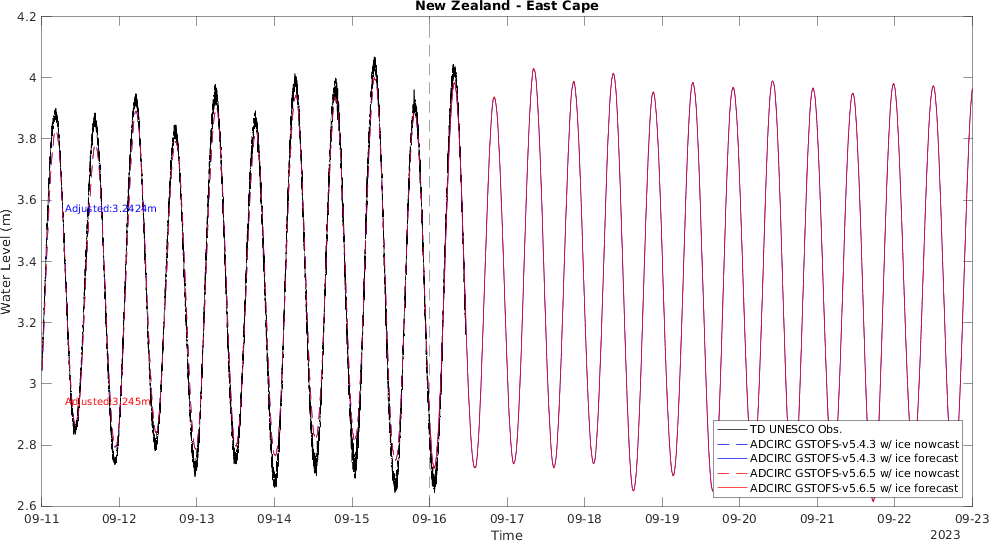 New Zealand - East Cape
4.2
4
3.8
3.6
3.4
3.2
3
2.8
2.6
Water Level (m)
Adjusted:3.2424m
Adjusted:3.245m
TD UNESCO Obs.
ADCIRC GSTOFS-v5.4.3 w/ ice nowcast
ADCIRC GSTOFS-v5.4.3 w/ ice forecast
ADCIRC GSTOFS-v5.6.5 w/ ice nowcast
ADCIRC GSTOFS-v5.6.5 w/ ice forecast
09-11 09-12 09-13 09-14 09-15 09-16 09-17 09-18 09-19 09-20 09-21 09-22 09-23
Time
2023